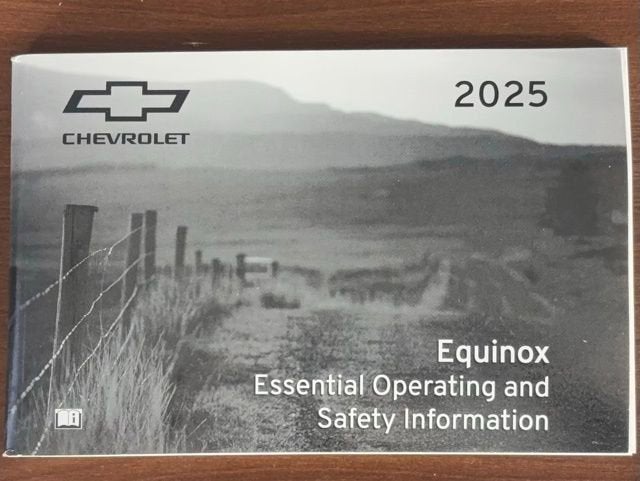 2025
CHEVROLET
Equinox
Essential Operating and
Safety Information